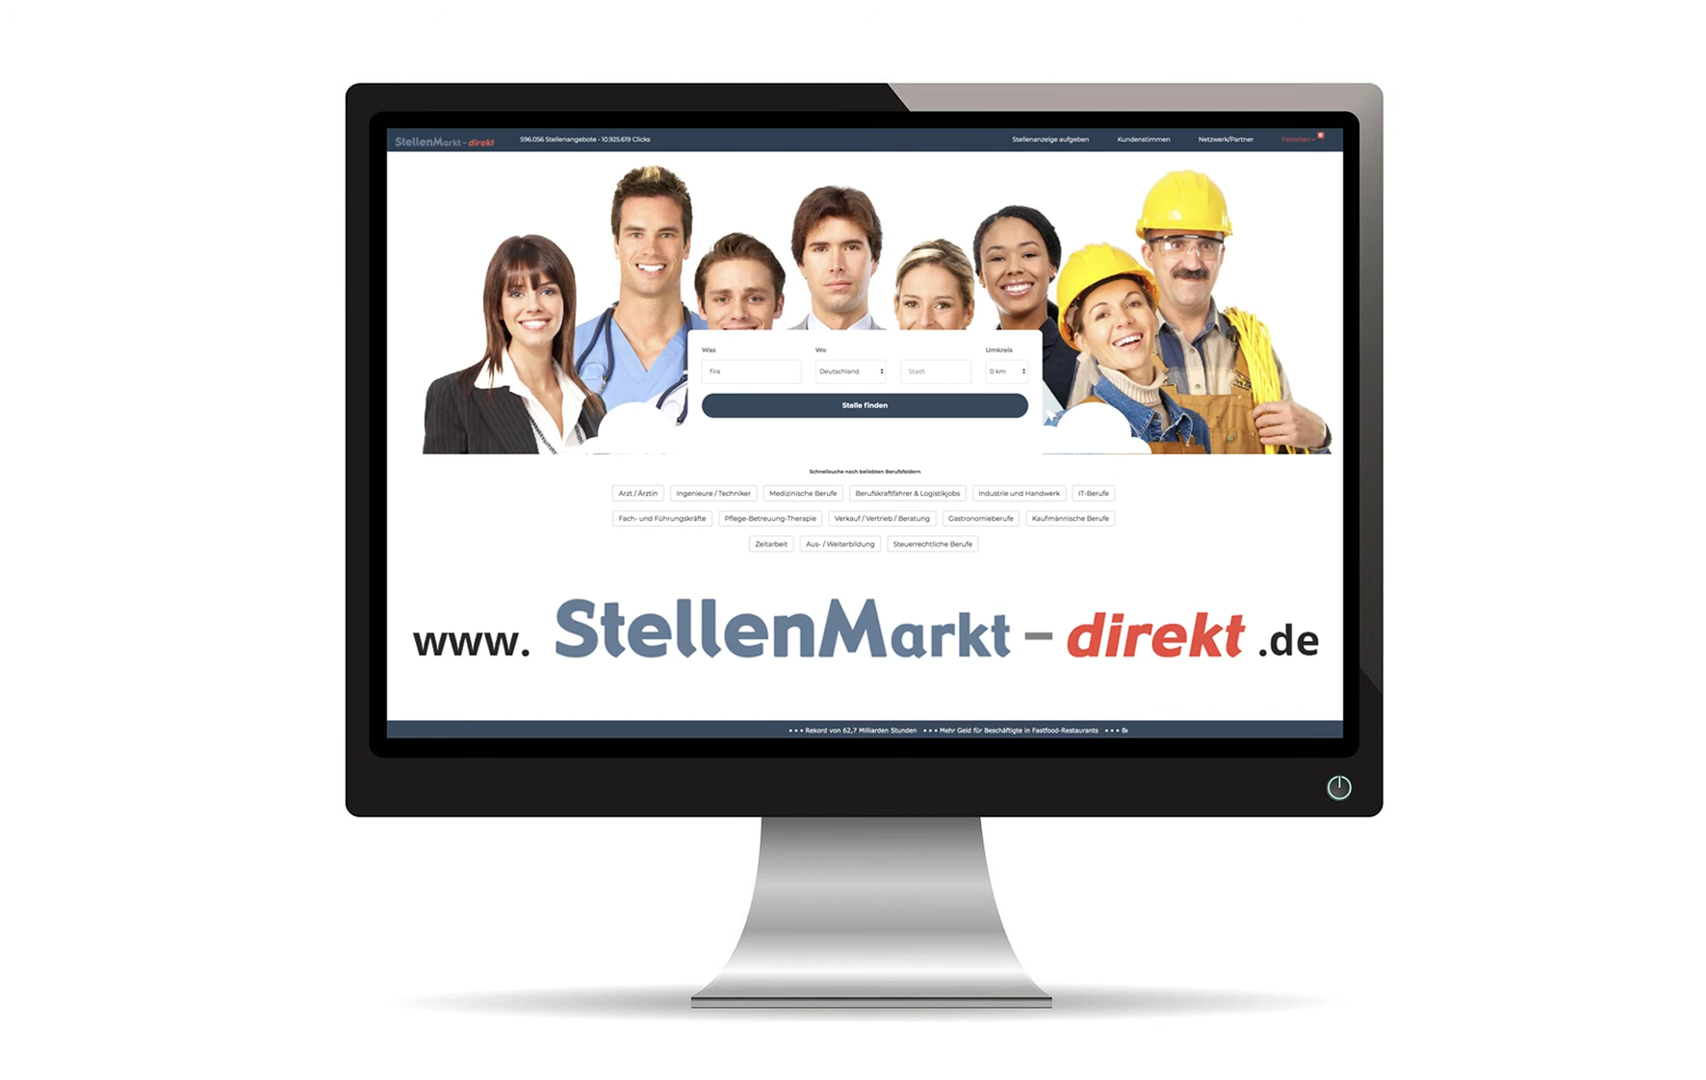 StellenMarkt - direkt 596.056 Stellenangebote • 10.925.619 Clicks Stellenanzeige aufgeben Kundenstimmen Netzwerk/Partner Favoriten
Was Wo Umkreis
fira Deutschland Stadt 0 km
Stelle finden
Schnellsuche nach beliebten Berufsfeldern
Arzt / Ärztin Ingenieure / Techniker Medizinische Berufe Berufskraftfahrer & Logistikjobs Industrie und Handwerk IT-Berufe
Fach- und Führungskräfte Pflege-Betreuung-Therapie Verkauf / Vertrieb / Beratung Gastronomieberufe Kaufmännische Berufe
Zeitarbeit Aus- / Weiterbildung Steuerrechtliche Berufe
www. StellenMarkt - direkt .de
• • • Rekord von 62,7 Milliarden Stunden • • • Mehr Geld für Beschäftigte in Fastfood-Restaurants • • •